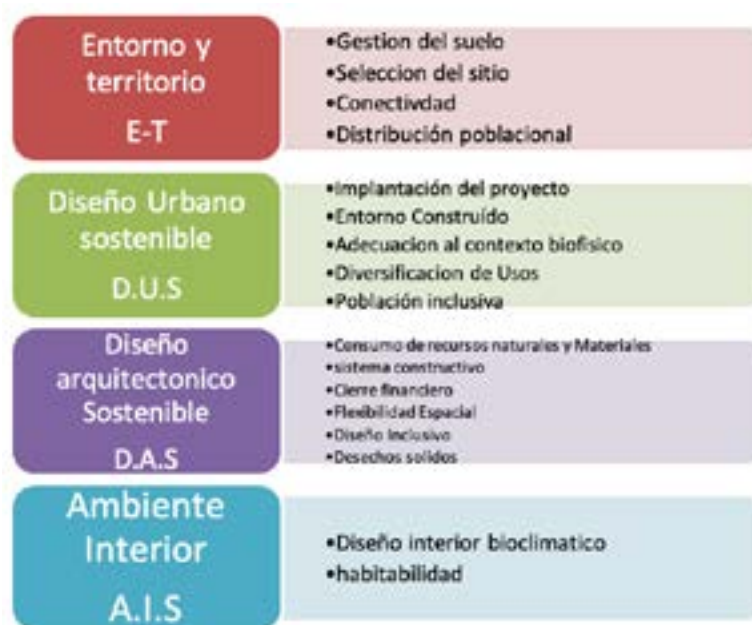 Entorno y
territorio
E-T
•Gestion del suelo
•Seleccion del sitio
•Conectivdad
•Distribución poblacional
Diseño Urbano
sostenible
D.U.S
•Implantación del proyecto
•Entorno Construído
•Adecuacion al contexto biofisico
•Diversificacion de Usos
•Población inclusiva
Diseño
arquitectonico
Sostenible
D.A.S
•Consumo de recursos naturales y Materiales
•sistema constructivo
•Cierre financiero
•Flexibilidad Espacial
•Diseño Inclusivo
•Desechos solidos
Ambiente
Interior
A.I.S
•Diseño interior bioclimatico
•habitabilidad